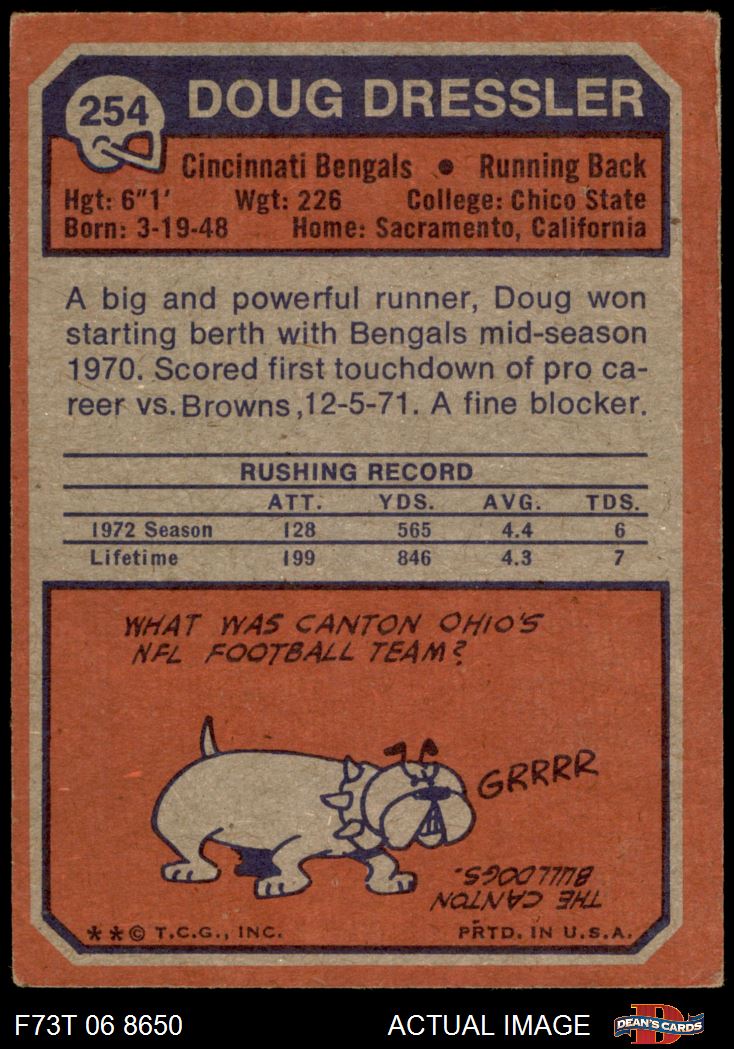 254 DOUG DRESSLER
Cincinnati Bengals • Running Back
Hgt: 6"1' Wgt: 226 College: Chico State
Born: 3-19-48 Home: Sacramento, California
A big and powerful runner, Doug won
starting berth with Bengals mid-season
1970. Scored first touchdown of pro ca-
reer vs. Browns, 12-5-71. A fine blocker.
RUSHING RECORD
ATT. YDS. AVG. TDS.
1972 Season 128 565 4.4 6
Lifetime 199 846 4.3 7
WHAT WAS CANTON OHIO'S
NFL FOOTBALL TEAM?
GRRRR
THE CANTON
BULLDOGS.
**© T.C.G., INC. PRTD. IN U.S.A.
F73T 06 8650 ACTUAL IMAGE D DEAN'S CARDS